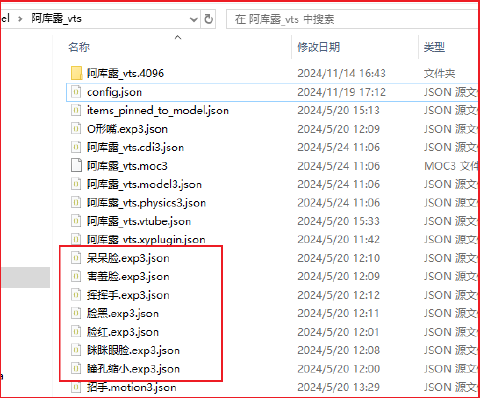 el > 阿库露_vts
在 阿库露_vts 中搜索
名称 修改日期 类型
阿库露_vts.4096 2024/11/14 16:43 文件夹
config.json 2024/11/19 17:12 JSON 源文
items_pinned_to_model.json 2024/5/20 15:13 JSON 源文
O形嘴.exp3.json 2024/5/20 12:09 JSON 源文
阿库露_vts.cdi3.json 2024/5/24 11:06 JSON 源文
阿库露_vts.moc3 2024/5/24 11:06 MOC3 文件
阿库露_vts.model3.json 2024/5/24 11:06 JSON 源文
阿库露_vts.physics3.json 2024/5/24 11:06 JSON 源文
阿库露_vts.vtube.json 2024/5/20 15:33 JSON 源文
阿库露_vts.xyplugin.json 2024/5/20 11:42 JSON 源文
呆呆脸.exp3.json 2024/5/20 12:10 JSON 源文
害羞脸.exp3.json 2024/5/20 12:09 JSON 源文
挥挥手.exp3.json 2024/5/20 12:12 JSON 源文
脸黑.exp3.json 2024/5/20 12:11 JSON 源文
脸红.exp3.json 2024/5/20 12:01 JSON 源文
眯眯眼脸.exp3.json 2024/5/20 12:08 JSON 源文
瞳孔缩小.exp3.json 2024/5/20 12:00 JSON 源文
招手.motion3.json 2024/5/20 13:29 JSON 源文